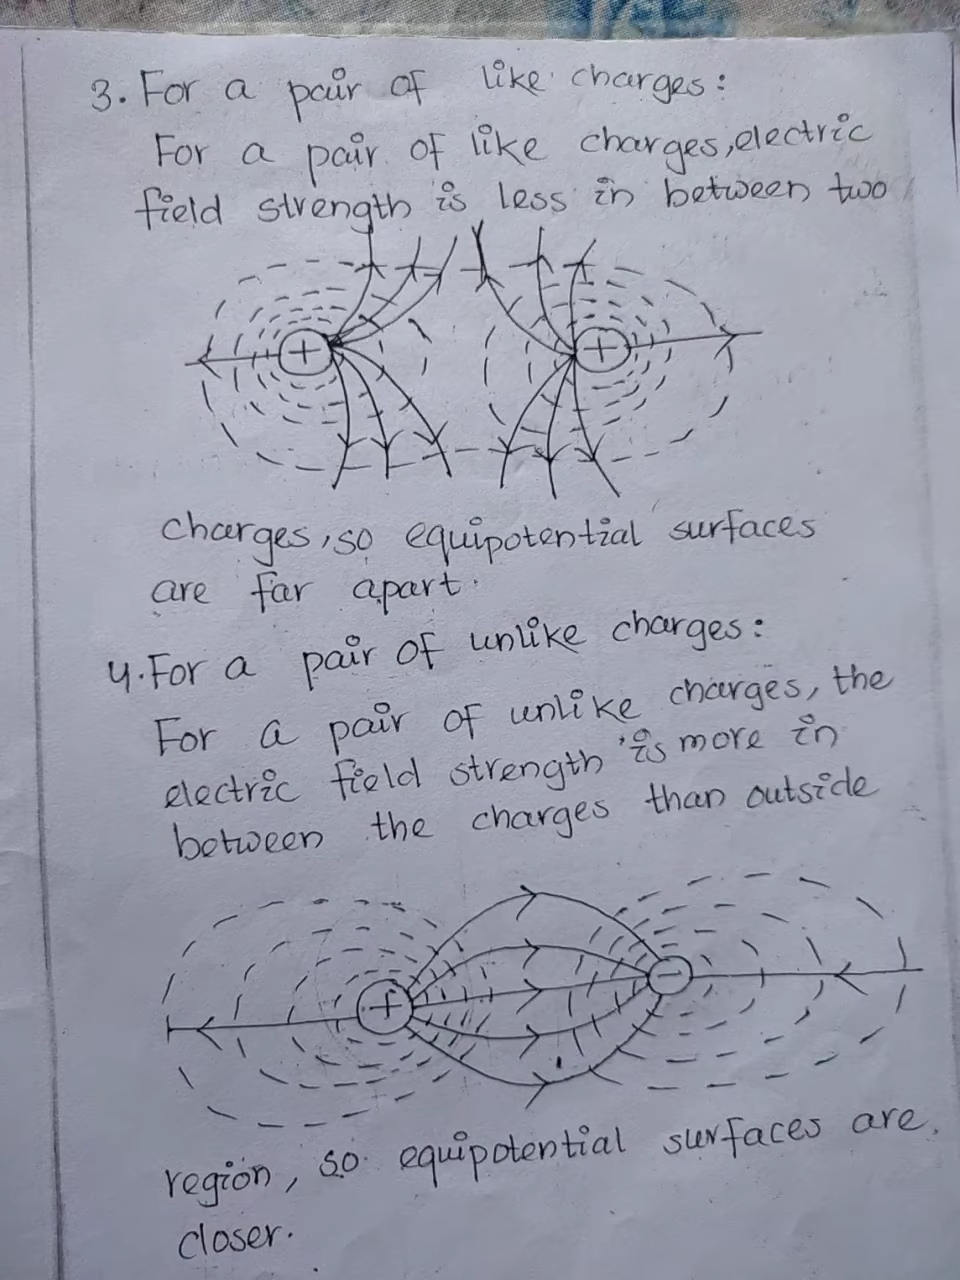 3. For a pair of like charges:
For a pair of like charges, electric
field strength is less in between two
+ +
charges, so equipotential surfaces
are far apart.
4. For a pair of unlike charges:
For a pair of unlike charges, the
electric field strength is more in
between the charges than outside
+ -
region, so equipotential surfaces are
closer.